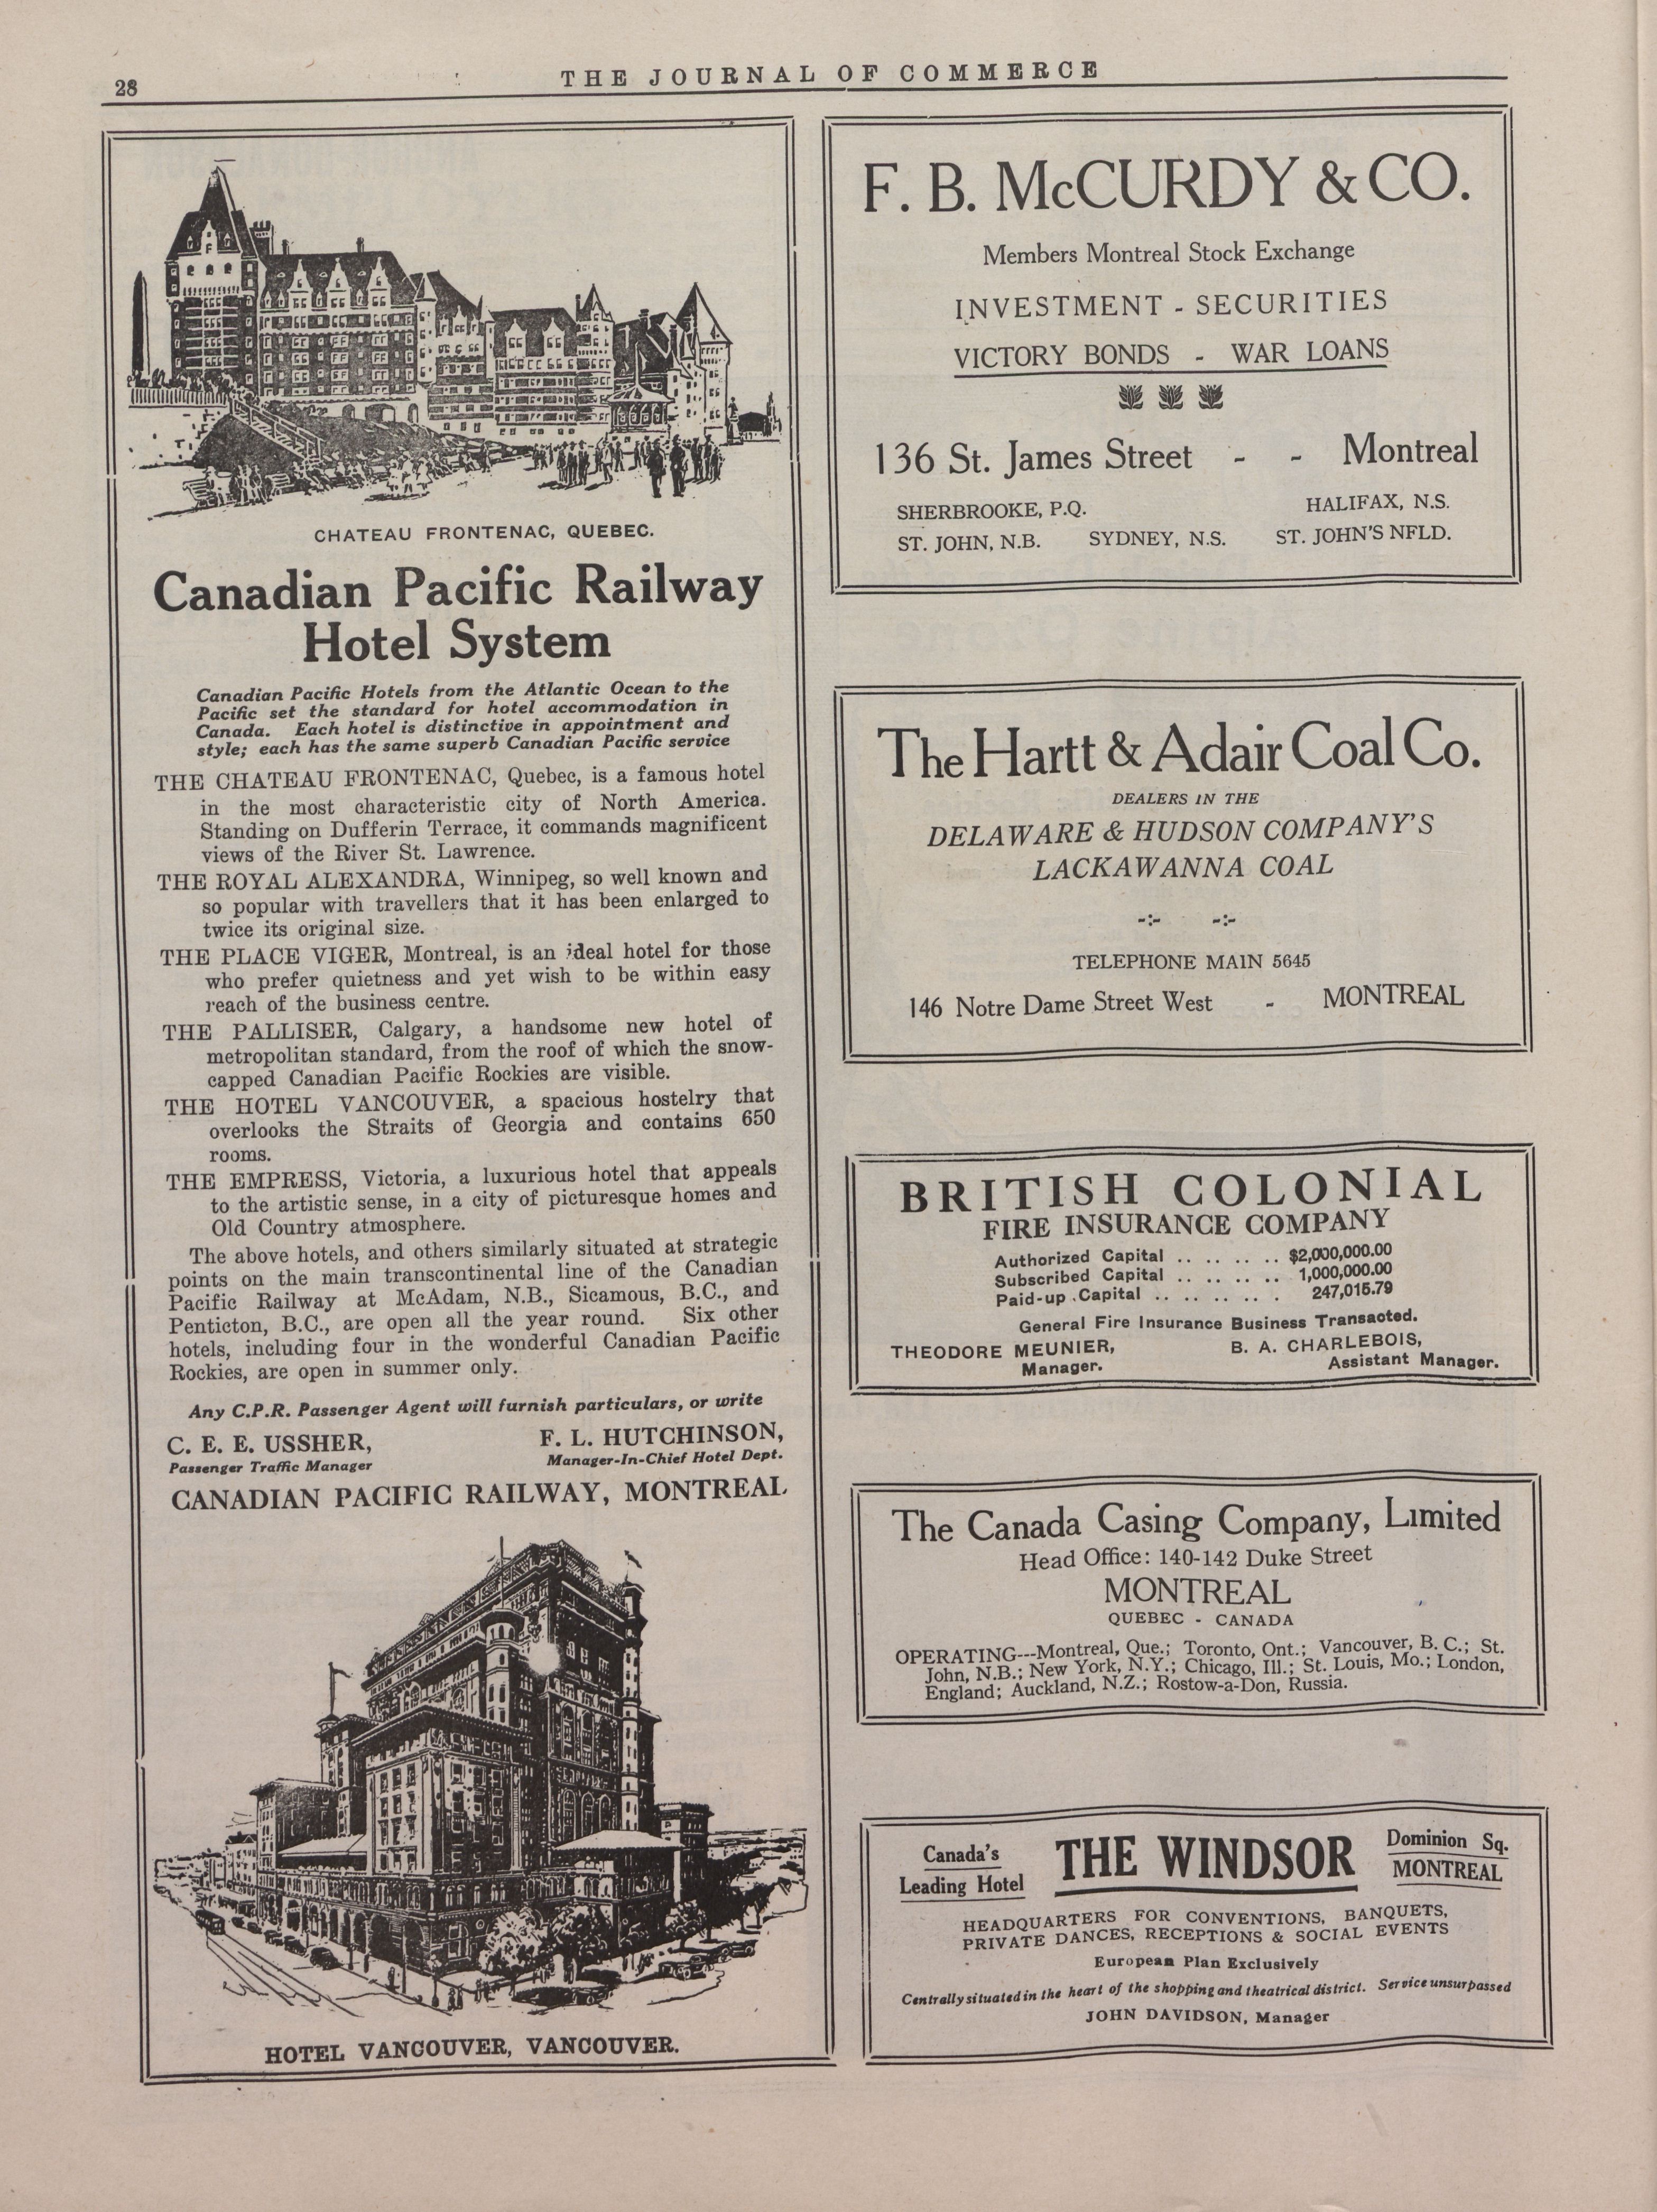 28
THE JOURNAL OF COMMERCE
CHATEAU FRONTENAC, QUEBEC.
Canadian Pacific Railway
Hotel System
Canadian Pacific Hotels from the Atlantic Ocean to the
Pacific set the standard for hotel accommodation in
Canada. Each hotel is distinctive in appointment and
style; each has the same superb Canadian Pacific service
THE CHATEAU FRONTENAC, Quebec, is a famous hotel
in the most characteristic city of North America.
Standing on Dufferin Terrace, it commands magnificent
views of the River St. Lawrence.
THE ROYAL ALEXANDRA, Winnipeg, so well known and
so popular with travellers that it has been enlarged to
twice its original size.
THE PLACE VIGER, Montreal, is an ideal hotel for those
who prefer quietness and yet wish to be within easy
reach of the business centre.
THE PALLISER, Calgary, a handsome new hotel of
metropolitan standard, from the roof of which the snow-
capped Canadian Pacific Rockies are visible.
THE HOTEL VANCOUVER, a spacious hostelry that
overlooks the Straits of Georgia and contains 650
rooms.
THE EMPRESS, Victoria, a luxurious hotel that appeals
to the artistic sense, in a city of picturesque homes and
Old Country atmosphere.
The above hotels, and others similarly situated at strategic
points on the main transcontinental line of the Canadian
Pacific Railway at McAdam, N.B., Sicamous, B.C., and
Penticton, B.C., are open all the year round. Six other
hotels, including four in the wonderful Canadian Pacific
Rockies, are open in summer only.
Any C.P.R. Passenger Agent will furnish particulars, or write
C. E. E. USSHER, F. L. HUTCHINSON,
Passenger Traffic Manager Manager-In-Chief Hotel Dept.
CANADIAN PACIFIC RAILWAY, MONTREAL
HOTEL VANCOUVER, VANCOUVER.
F. B. McCURDY & CO.
Members Montreal Stock Exchange
INVESTMENT - SECURITIES
VICTORY BONDS - WAR LOANS
136 St. James Street - - Montreal
SHERBROOKE, P.Q. HALIFAX, N.S.
ST. JOHN, N.B. SYDNEY, N.S. ST. JOHN'S NFLD.
The Hartt & Adair Coal Co.
DEALERS IN THE
DELAWARE & HUDSON COMPANY'S
LACKAWANNA COAL
-:- -:-
TELEPHONE MAIN 5645
146 Notre Dame Street West - MONTREAL
BRITISH COLONIAL
FIRE INSURANCE COMPANY
Authorized Capital .. .. .. .. $2,000,000.00
Subscribed Capital .. .. .. .. 1,000,000.00
Paid-up Capital .. .. .. .. . 247,015.79
General Fire Insurance Business Transacted.
THEODORE MEUNIER, B. A. CHARLEBOIS,
Manager. Assistant Manager.
The Canada Casing Company, Limited
Head Office: 140-142 Duke Street
MONTREAL
QUEBEC - CANADA
OPERATING---Montreal, Que.; Toronto, Ont.; Vancouver, B. C.; St.
John, N.B.; New York, N.Y.; Chicago, Ill.; St. Louis, Mo.; London,
England; Auckland, N.Z.; Rostow-a-Don, Russia.
Canada's
Leading Hotel
THE WINDSOR
Dominion Sq.
MONTREAL
HEADQUARTERS FOR CONVENTIONS, BANQUETS,
PRIVATE DANCES, RECEPTIONS & SOCIAL EVENTS
European Plan Exclusively
Centrally situated in the heart of the shopping and theatrical district. Service unsurpassed
JOHN DAVIDSON, Manager